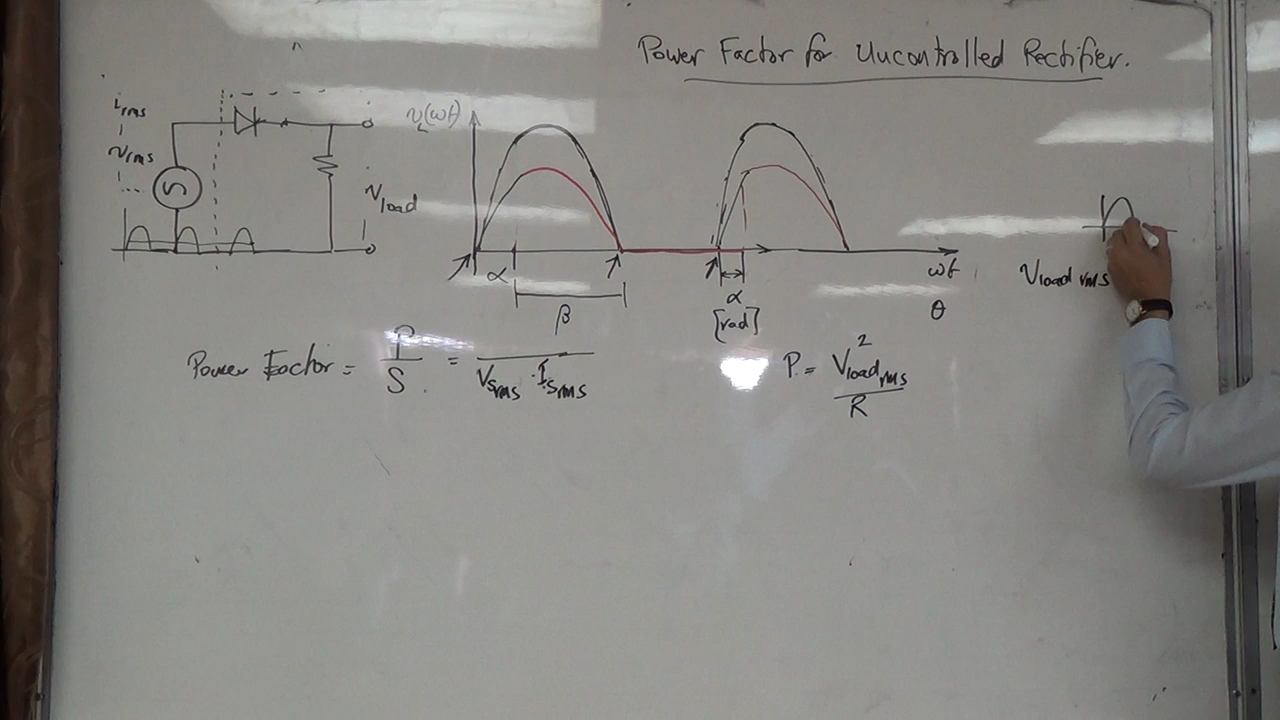 Power Factor for Uncontrolled Rectifier.
irms
Vrms
S
Vload
VL(ωt)
α
β
α
[rad]
ωt
θ
Vload rms
Power Factor = P/S = /VSrms · ISrms
P = V²load rms/R